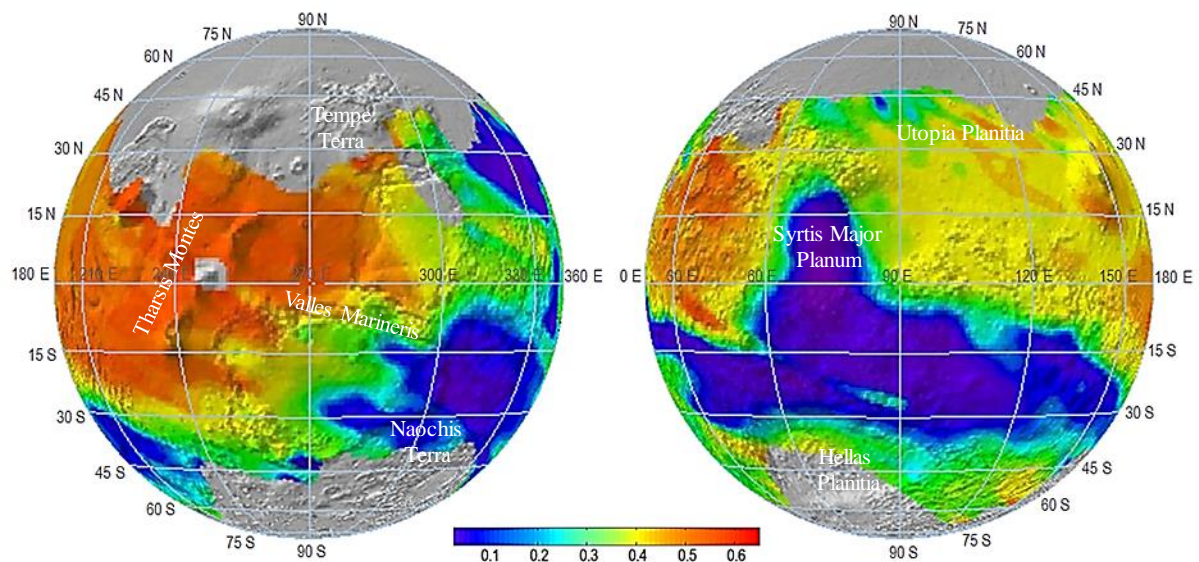 90 N
75 N
60 N
45 N
30 N
15 N
180 E
210 E
270 E
300 E
360 E
15 S
30 S
45 S
60 S
75 S
90 S
Tempe
Terra
Tharsis Montes
Valles Marineris
Naochis
Terra
90 N
75 N
60 N
45 N
30 N
15 N
0 E
60 E
60 E
90 E
120 E
150 E
180 E
15 S
30 S
45 S
60 S
75 S
90 S
Utopia Planitia
Syrtis Major
Planum
Hellas
Planitia
0.1 0.2 0.3 0.4 0.5 0.6